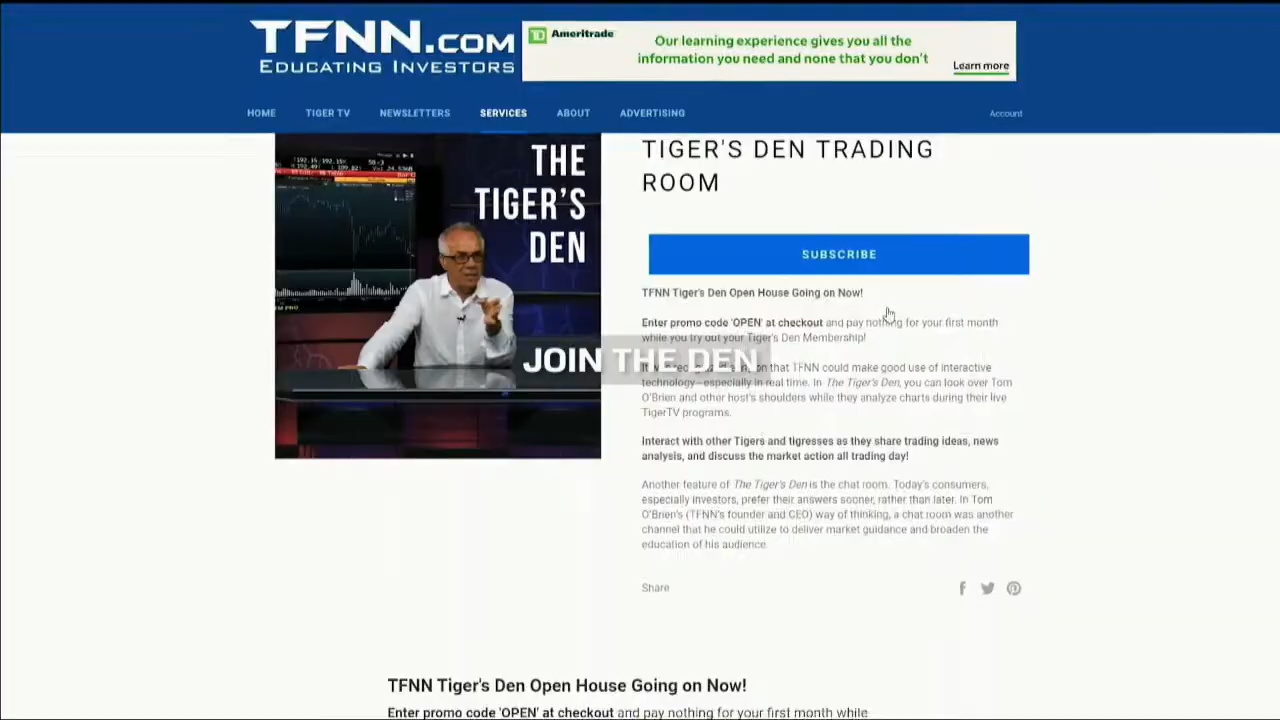 TFNN.COM
EDUCATING INVESTORS
Ameritrade
Our learning experience gives you all the
information you need and none that you don't
Learn more
HOME TIGER TV NEWSLETTERS SERVICES ABOUT ADVERTISING Account
THE
TIGER'S
DEN
TIGER'S DEN TRADING
ROOM
SUBSCRIBE
TFNN Tiger's Den Open House Going on Now!
Enter promo code 'OPEN' at checkout and pay nothing for your first month
while you try out your Tiger's Den Membership!
JOIN THE DEN
that TFNN could make good use of interactive
technology—especially in real time. In The Tiger's Den, you can look over Tom
O'Brien and other host's shoulders while they analyze charts during their live
TigerTV programs.
Interact with other Tigers and tigresses as they share trading ideas, news
analysis, and discuss the market action all trading day!
Another feature of The Tiger's Den is the chat room. Today's consumers,
especially investors, prefer their answers sooner, rather than later. In Tom
O'Brien's (TFNN's founder and CEO) way of thinking, a chat room was another
channel that he could utilize to deliver market guidance and broaden the
education of his audience.
Share
TFNN Tiger's Den Open House Going on Now!
Enter promo code 'OPEN' at checkout and pay nothing for your first month while